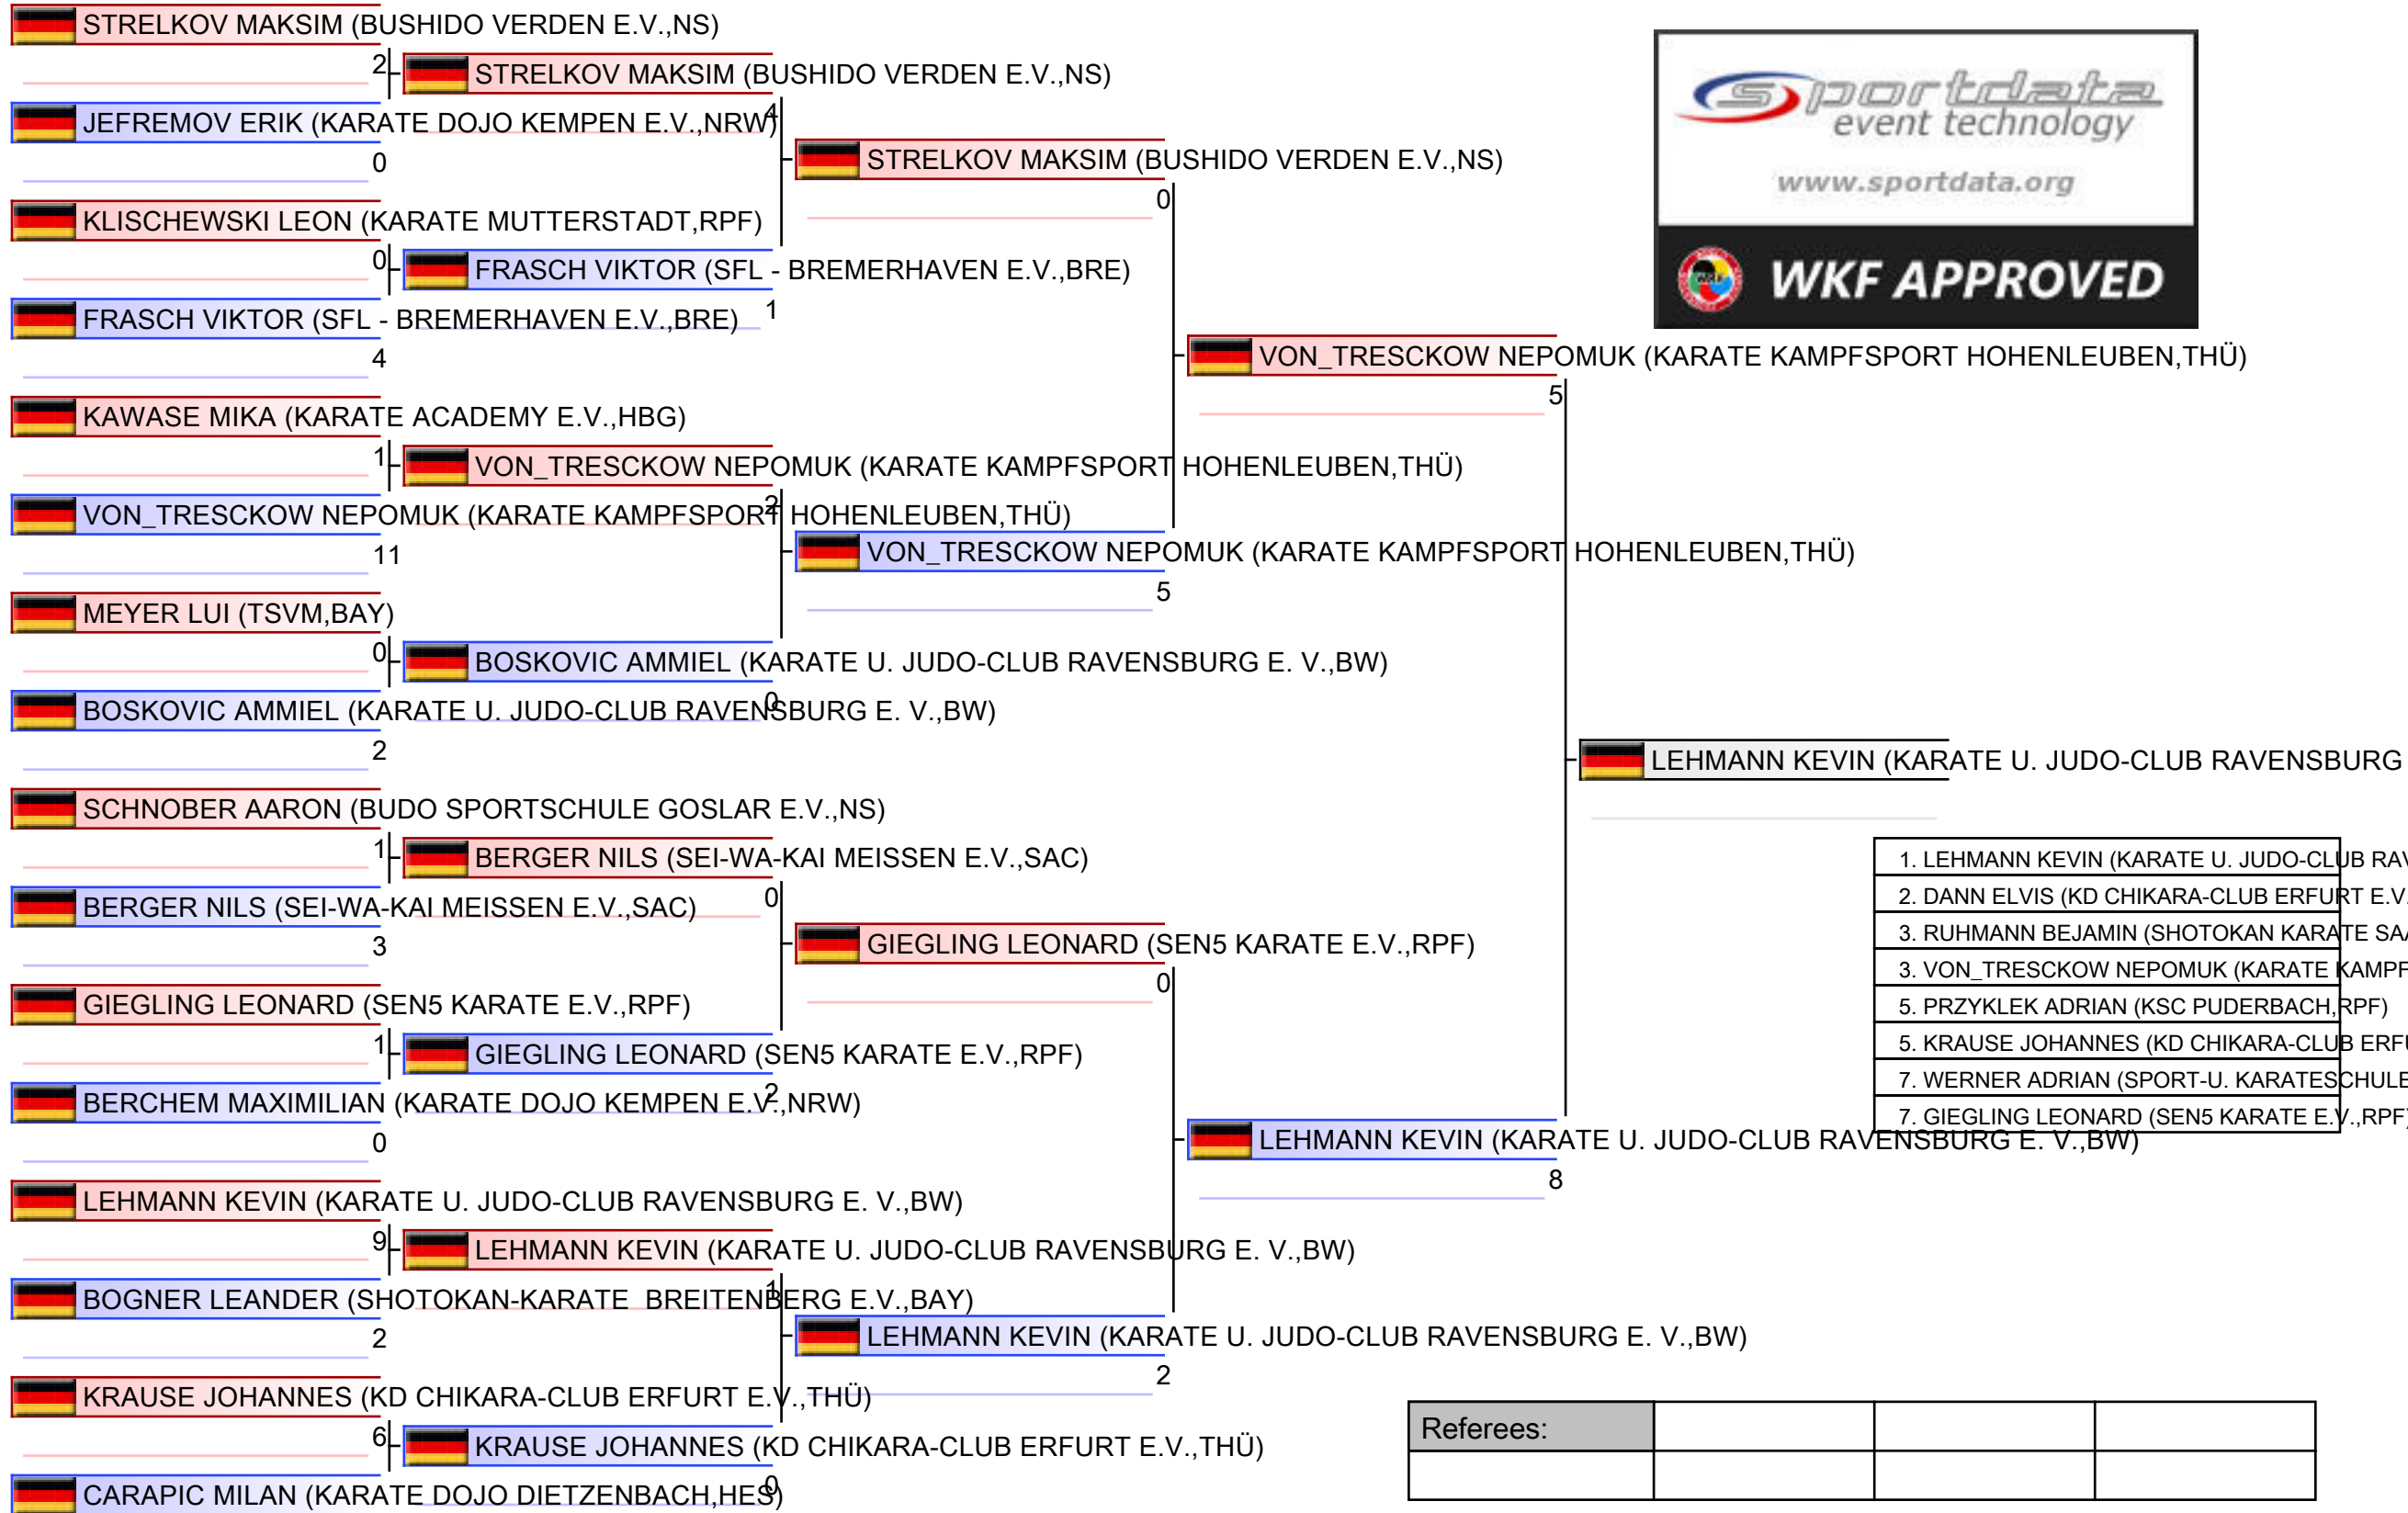 STRELKOV MAKSIM (BUSHIDO VERDEN E.V.,NS)
2
JEFREMOV ERIK (KARATE DOJO KEMPEN E.V.,NRW)
0
KLISCHEWSKI LEON (KARATE MUTTERSTADT,RPF)
0
FRASCH VIKTOR (SFL - BREMERHAVEN E.V.,BRE)
4
KAWASE MIKA (KARATE ACADEMY E.V.,HBG)
1
VON_TRESCKOW NEPOMUK (KARATE KAMPFSPORT HOHENLEUBEN,THÜ)
11
MEYER LUI (TSVM,BAY)
0
BOSKOVIC AMMIEL (KARATE U. JUDO-CLUB RAVENSBURG E. V.,BW)
2
SCHNOBER AARON (BUDO SPORTSCHULE GOSLAR E.V.,NS)
1
BERGER NILS (SEI-WA-KAI MEISSEN E.V.,SAC)
3
GIEGLING LEONARD (SEN5 KARATE E.V.,RPF)
1
BERCHEM MAXIMILIAN (KARATE DOJO KEMPEN E.V.,NRW)
0
LEHMANN KEVIN (KARATE U. JUDO-CLUB RAVENSBURG E. V.,BW)
9
BOGNER LEANDER (SHOTOKAN-KARATE  BREITENBERG E.V.,BAY)
2
KRAUSE JOHANNES (KD CHIKARA-CLUB ERFURT E.V.,THÜ)
6
CARAPIC MILAN (KARATE DOJO DIETZENBACH,HES)
STRELKOV MAKSIM (BUSHIDO VERDEN E.V.,NS)
4
FRASCH VIKTOR (SFL - BREMERHAVEN E.V.,BRE)
1
VON_TRESCKOW NEPOMUK (KARATE KAMPFSPORT HOHENLEUBEN,THÜ)
2
BOSKOVIC AMMIEL (KARATE U. JUDO-CLUB RAVENSBURG E. V.,BW)
0
BERGER NILS (SEI-WA-KAI MEISSEN E.V.,SAC)
0
GIEGLING LEONARD (SEN5 KARATE E.V.,RPF)
2
LEHMANN KEVIN (KARATE U. JUDO-CLUB RAVENSBURG E. V.,BW)
1
KRAUSE JOHANNES (KD CHIKARA-CLUB ERFURT E.V.,THÜ)
0
STRELKOV MAKSIM (BUSHIDO VERDEN E.V.,NS)
0
VON_TRESCKOW NEPOMUK (KARATE KAMPFSPORT HOHENLEUBEN,THÜ)
5
GIEGLING LEONARD (SEN5 KARATE E.V.,RPF)
0
LEHMANN KEVIN (KARATE U. JUDO-CLUB RAVENSBURG E. V.,BW)
2
VON_TRESCKOW NEPOMUK (KARATE KAMPFSPORT HOHENLEUBEN,THÜ)
5
LEHMANN KEVIN (KARATE U. JUDO-CLUB RAVENSBURG E. V.,BW)
8
LEHMANN KEVIN (KARATE U. JUDO-CLUB RAVENSBURG
sportdata
event technology
www.sportdata.org
WKF APPROVED
1. LEHMANN KEVIN (KARATE U. JUDO-CLUB RAV
2. DANN ELVIS (KD CHIKARA-CLUB ERFURT E.V.
3. RUHMANN BEJAMIN (SHOTOKAN KARATE SAA
3. VON_TRESCKOW NEPOMUK (KARATE KAMPF
5. PRZYKLEK ADRIAN (KSC PUDERBACH,RPF)
5. KRAUSE JOHANNES (KD CHIKARA-CLUB ERFU
7. WERNER ADRIAN (SPORT-U. KARATESCHULE
7. GIEGLING LEONARD (SEN5 KARATE E.V.,RPF)
Referees: